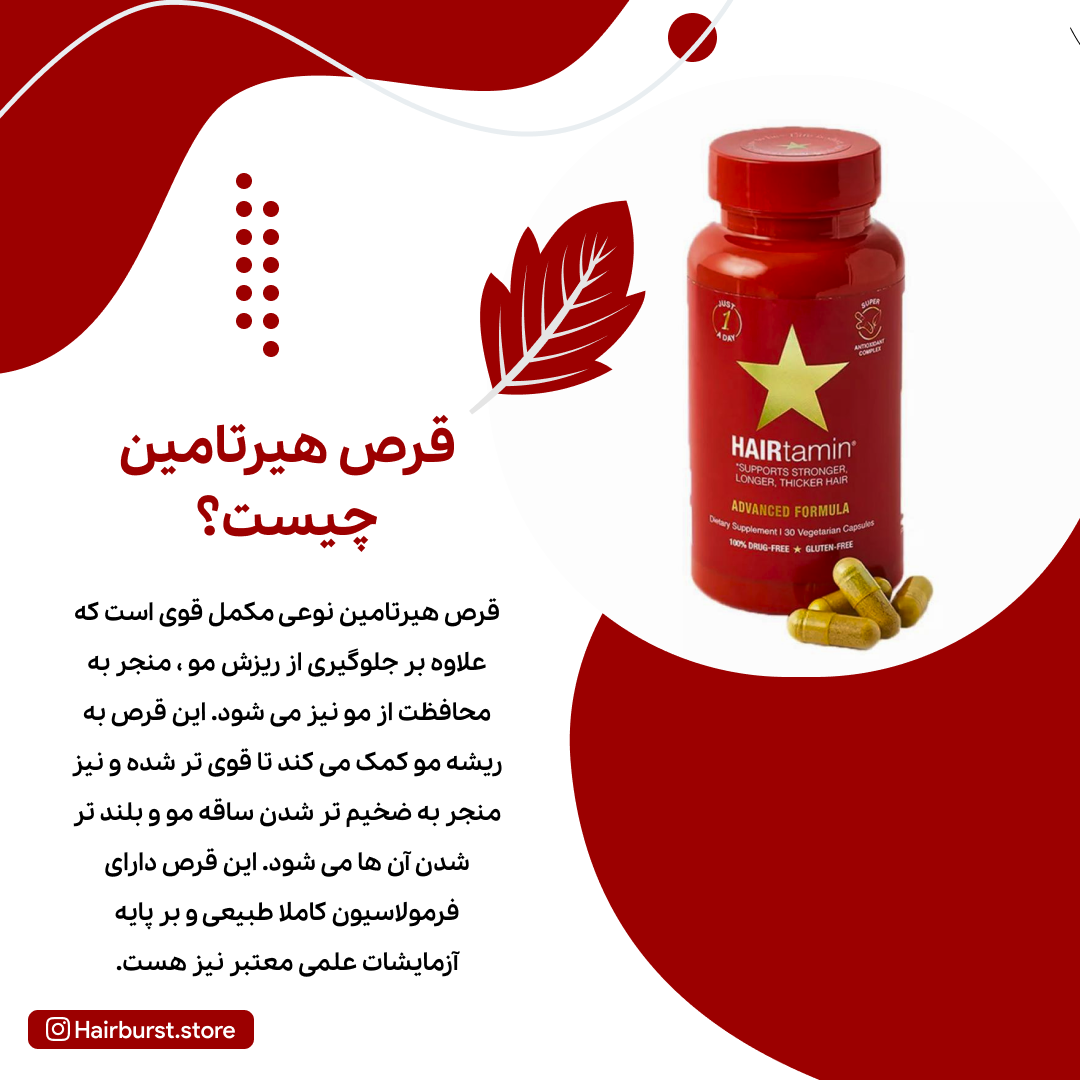 JUST
1
A DAY
SUPER
ANTIOXIDANT
COMPLEX
HAIRtamin®
*SUPPORTS STRONGER,
LONGER, THICKER HAIR
ADVANCED FORMULA
Dietary Supplement | 30 Vegetarian Capsules
100% DRUG-FREE ★ GLUTEN-FREE
قرص هیرتامین
چیست؟
قرص هیرتامین نوعی مکمل قوی است که
علاوه بر جلوگیری از ریزش مو ، منجر به
محافظت از مو نیز می شود. این قرص به
ریشه مو کمک می کند تا قوی تر شده و نیز
منجر به ضخیم تر شدن ساقه مو و بلند تر
شدن آن ها می شود. این قرص دارای
فرمولاسیون کاملا طبیعی و بر پایه
آزمایشات علمی معتبر نیز هست.
Hairburst.store